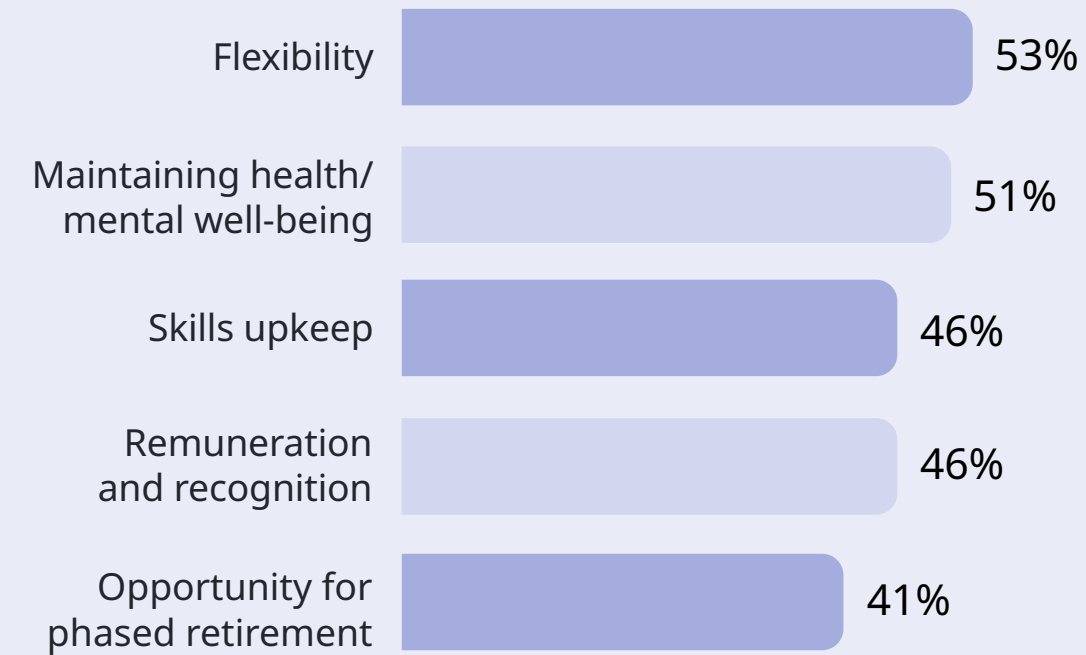 Flexibility
53%
Maintaining health/
mental well-being
51%
Skills upkeep
46%
Remuneration
and recognition
46%
Opportunity for
phased retirement
41%